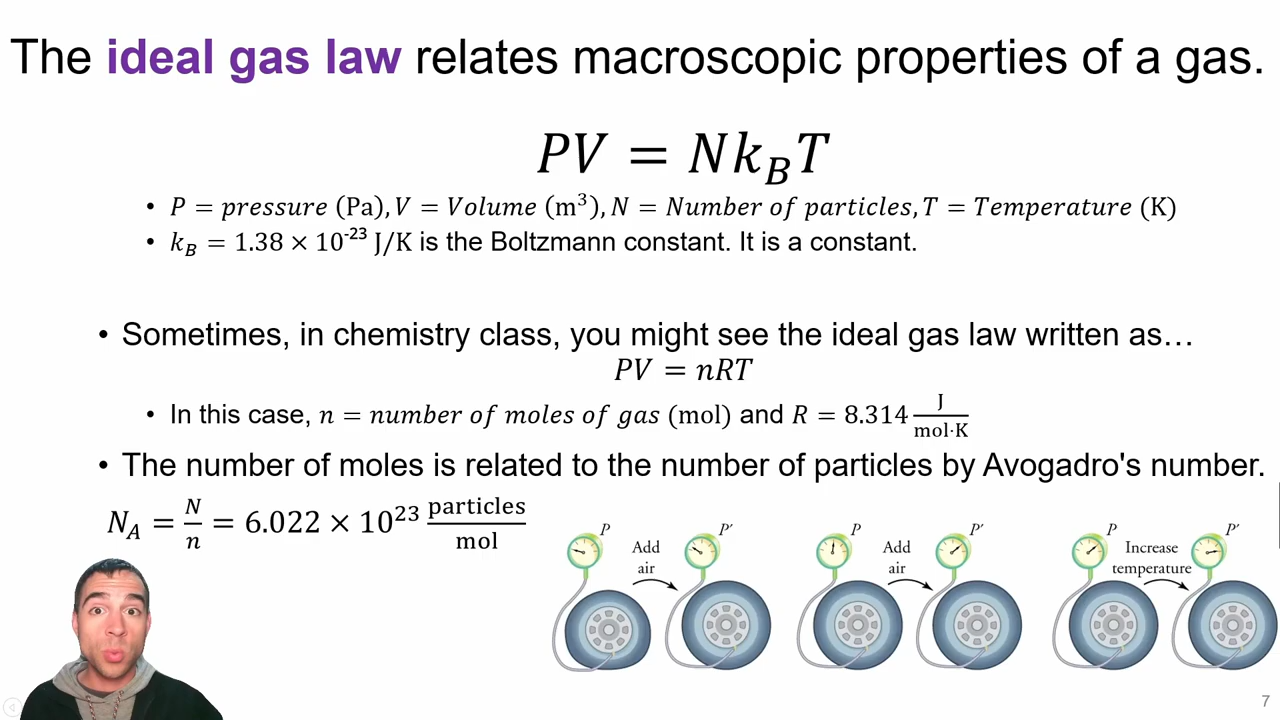 The ideal gas law relates macroscopic properties of a gas.
PV = Nk_BT
• P = pressure (Pa), V = Volume (m³), N = Number of particles, T = Temperature (K)
• k_B = 1.38 × 10⁻²³ J/K is the Boltzmann constant. It is a constant.
• Sometimes, in chemistry class, you might see the ideal gas law written as…
PV = nRT
• In this case, n = number of moles of gas (mol) and R = 8.314 J/mol·K
• The number of moles is related to the number of particles by Avogadro's number.
N_A = N/n = 6.022 × 10²³ particles/mol
P Add air P′
P Add air P′
P Increase temperature P′
7